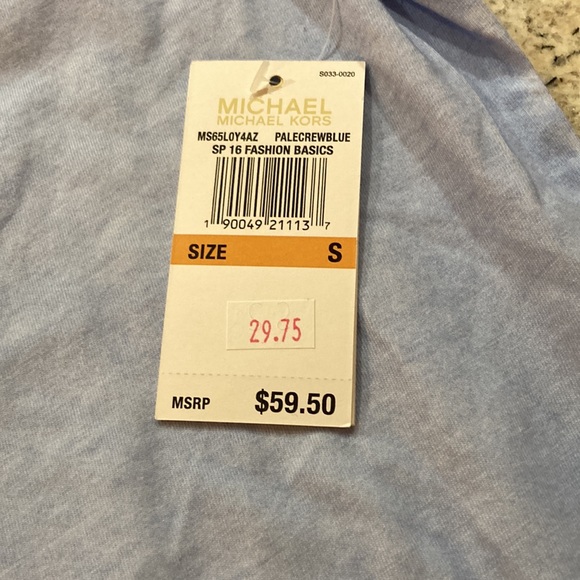 S033-0020
MICHAEL
MICHAEL KORS
MS65L0Y4AZ PALECREWBLUE
SP 16 FASHION BASICS
1 90049 21113 7
SIZE S
29.75
MSRP $59.50